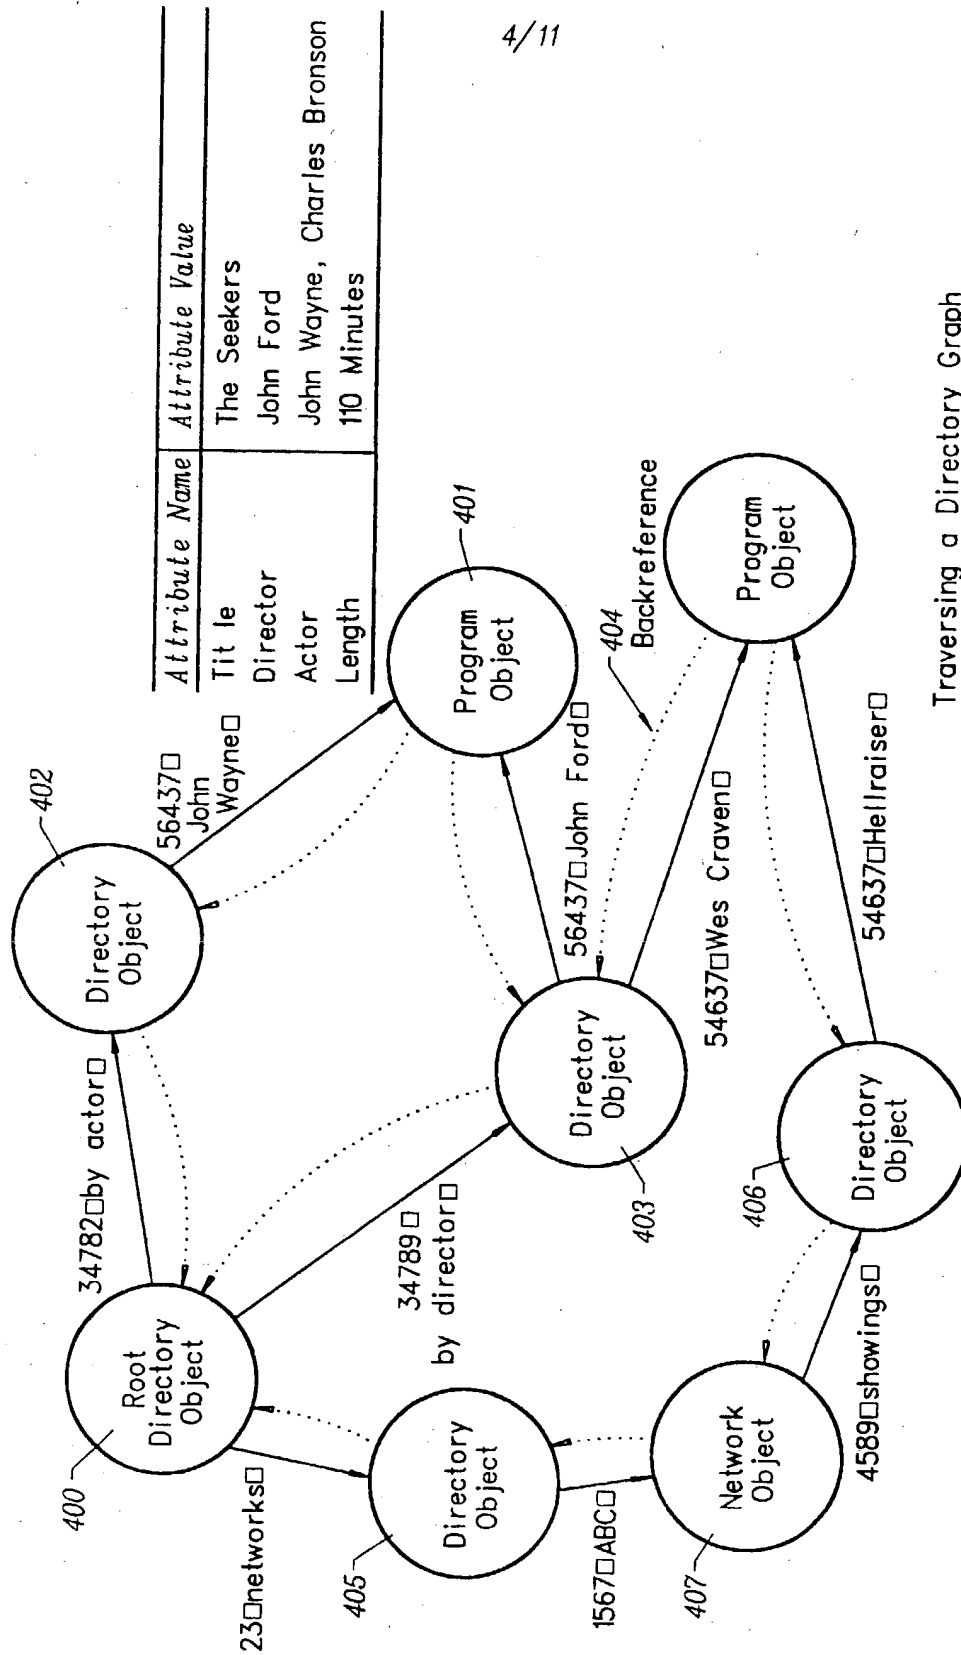 4/11
Attribute Name Attribute Value
Title The Seekers
Director John Ford
Actor John Wayne, Charles Bronson
Length 110 Minutes
400
Root
Directory
Object
34782□by actor□
402
Directory
Object
56437□
John
Wayne□
401
Program
Object
23□networks□
34789□
by director□
403
Directory
Object
56437□John Ford□
404
Backreference
405
Directory
Object
54637□Wes Craven□
Program
Object
1567□ABC□
407
Network
Object
4589□showings□
406
Directory
Object
54637□Hellraiser□
Traversing a Directory Graph